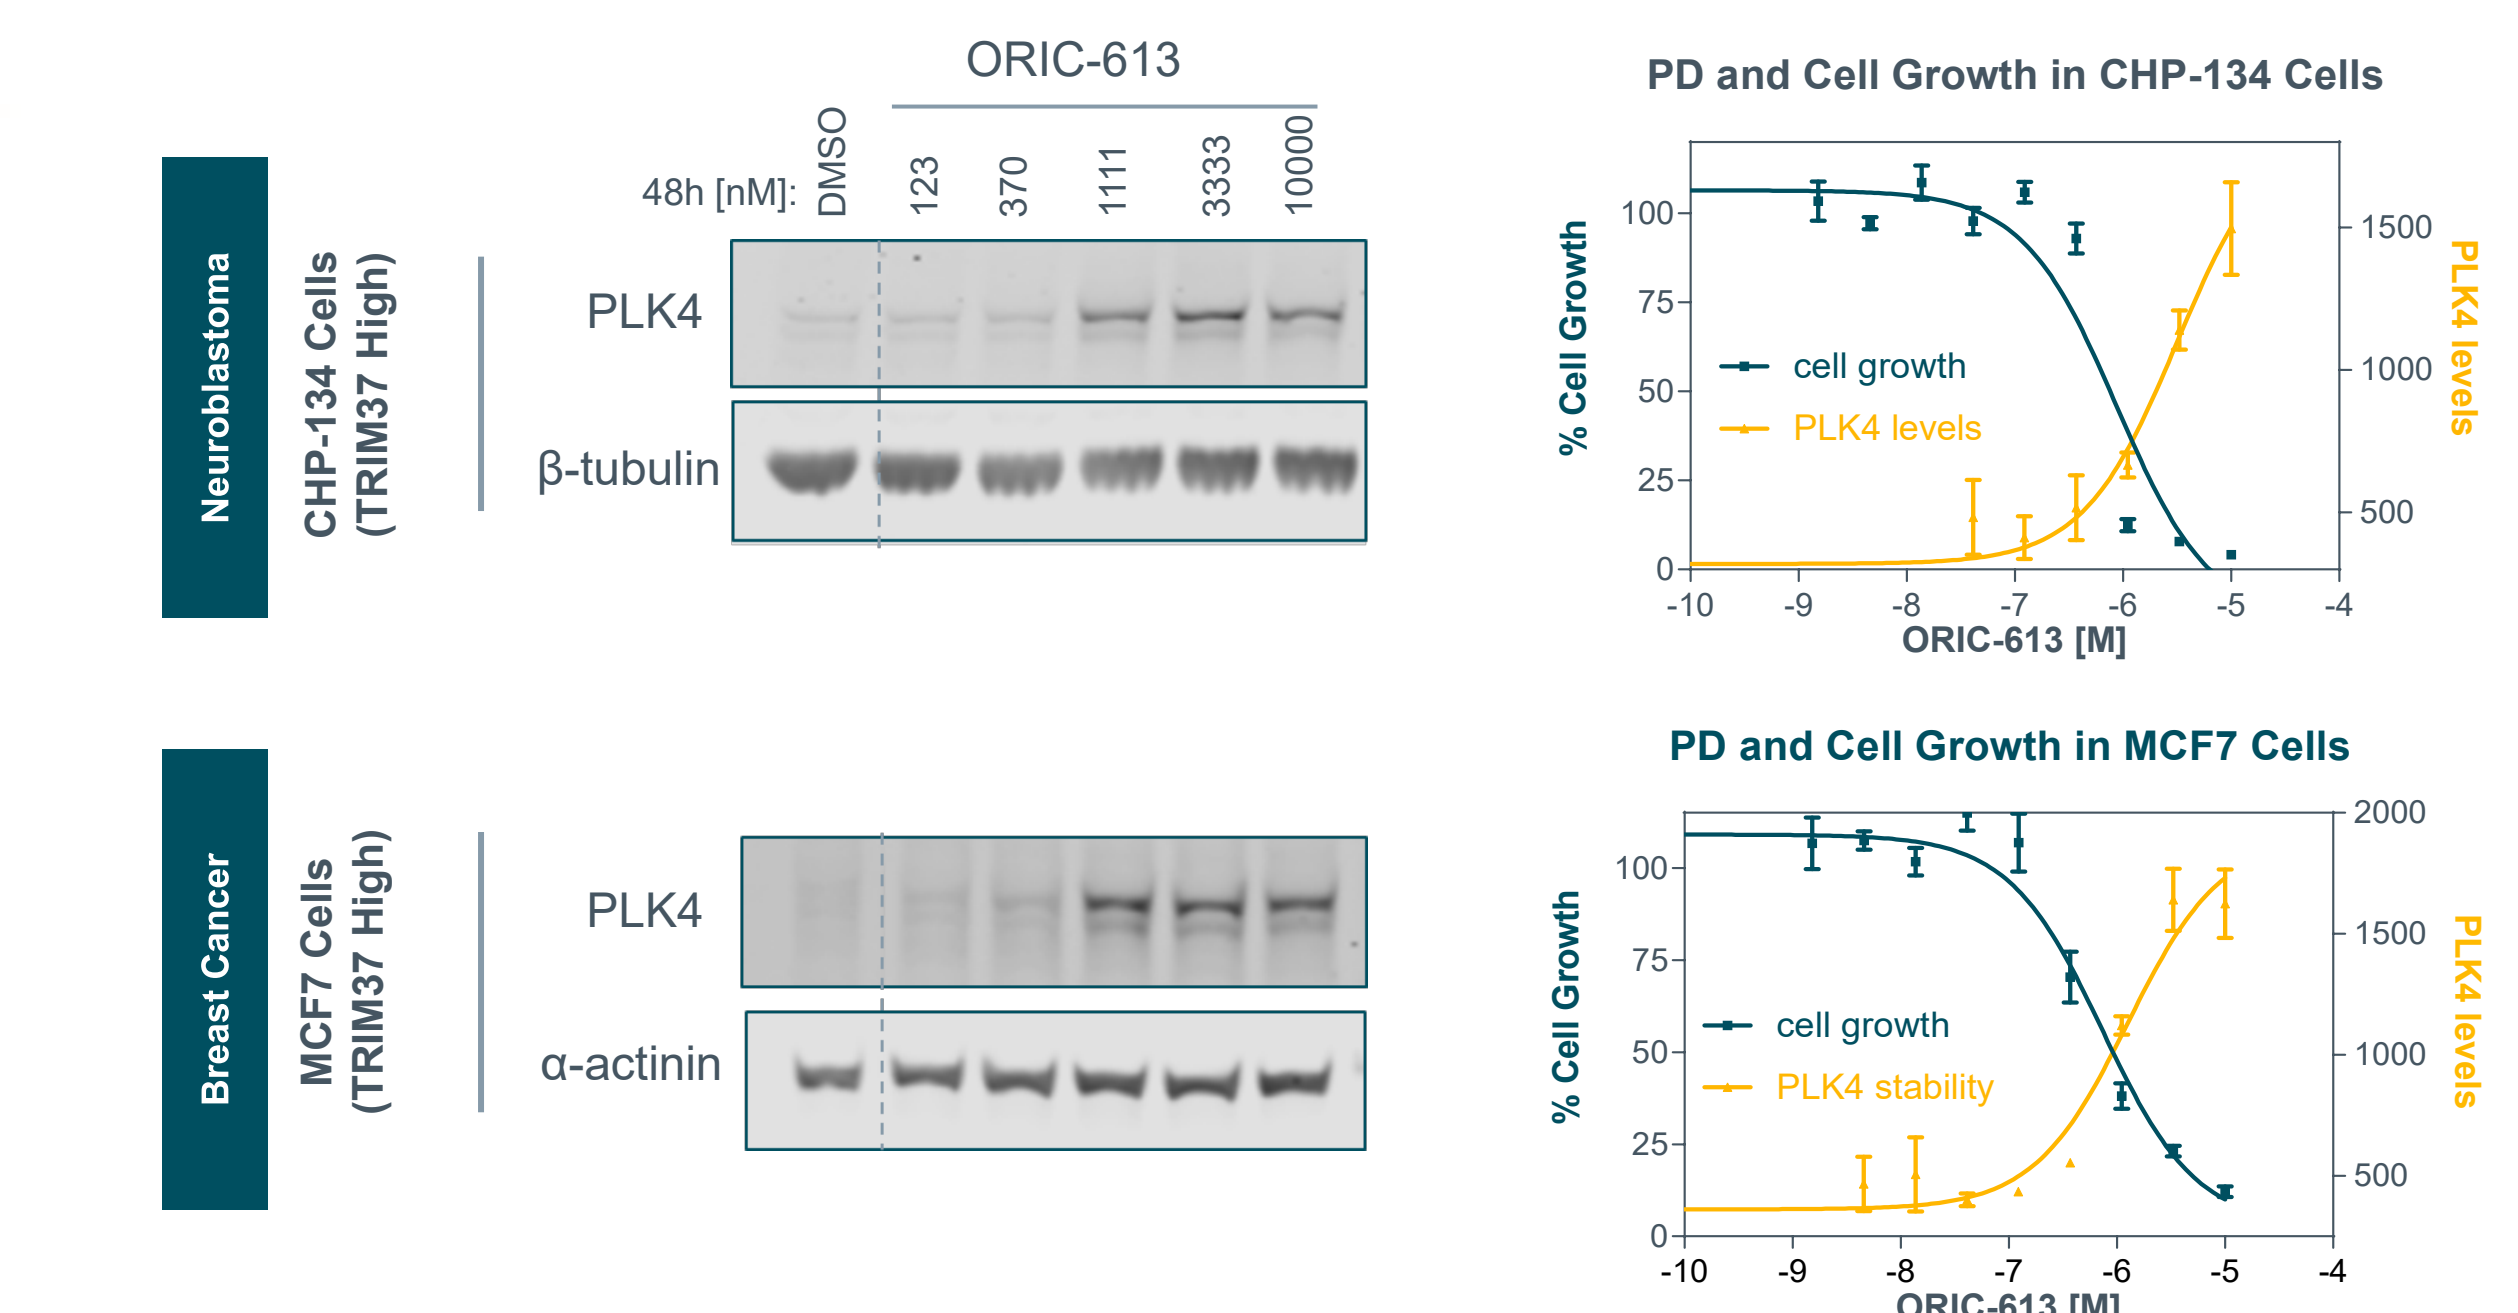 ORIC-613
48h [nM]:
DMSO
123
370
1111
3333
10000
Neuroblastoma
CHP-134 Cells
(TRIM37 High)
PLK4
β-tubulin
PD and Cell Growth in CHP-134 Cells
% Cell Growth
100
75
50
25
0
cell growth
PLK4 levels
1500
1000
500
PLK4 levels
-10 -9 -8 -7 -6 -5 -4
ORIC-613 [M]
Breast Cancer
MCF7 Cells
(TRIM37 High)
PLK4
α-actinin
PD and Cell Growth in MCF7 Cells
% Cell Growth
100
75
50
25
0
cell growth
PLK4 stability
2000
1500
1000
500
PLK4 levels
-10 -9 -8 -7 -6 -5 -4
ORIC-613 [M]